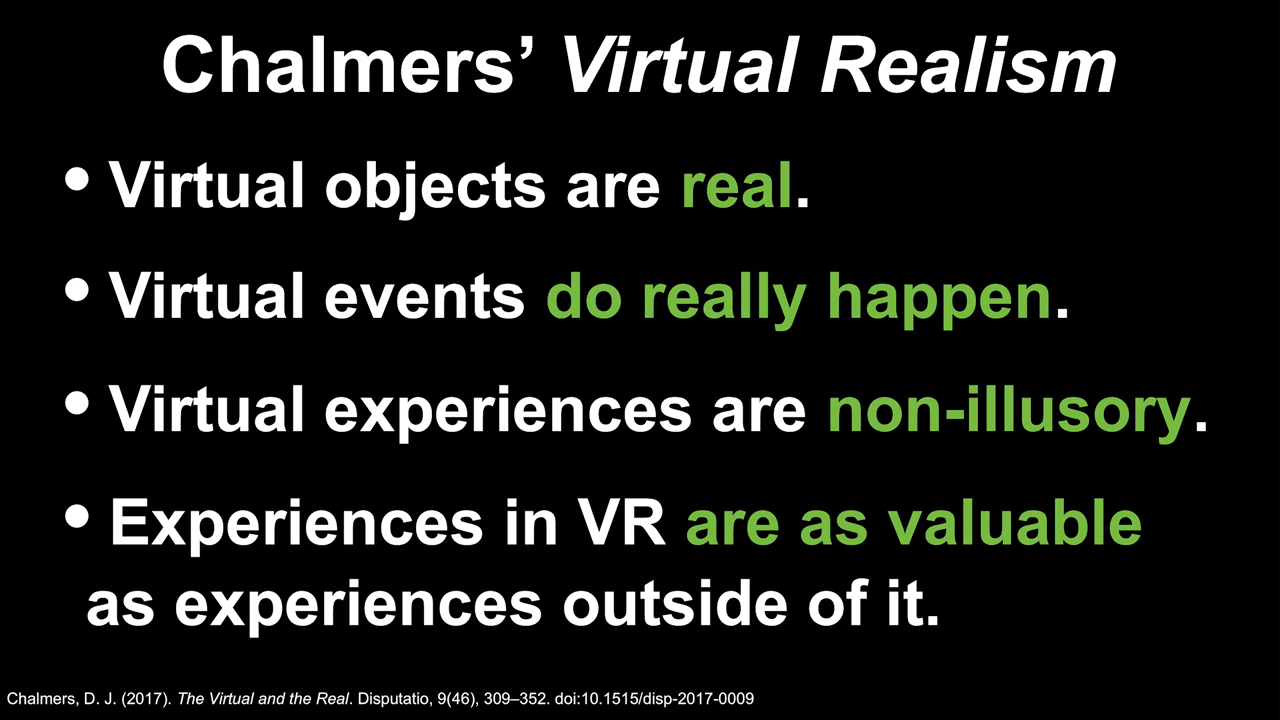 Chalmers’ Virtual Realism
• Virtual objects are real.
• Virtual events do really happen.
• Virtual experiences are non-illusory.
• Experiences in VR are as valuable
as experiences outside of it.
Chalmers, D. J. (2017). The Virtual and the Real. Disputatio, 9(46), 309–352. doi:10.1515/disp-2017-0009